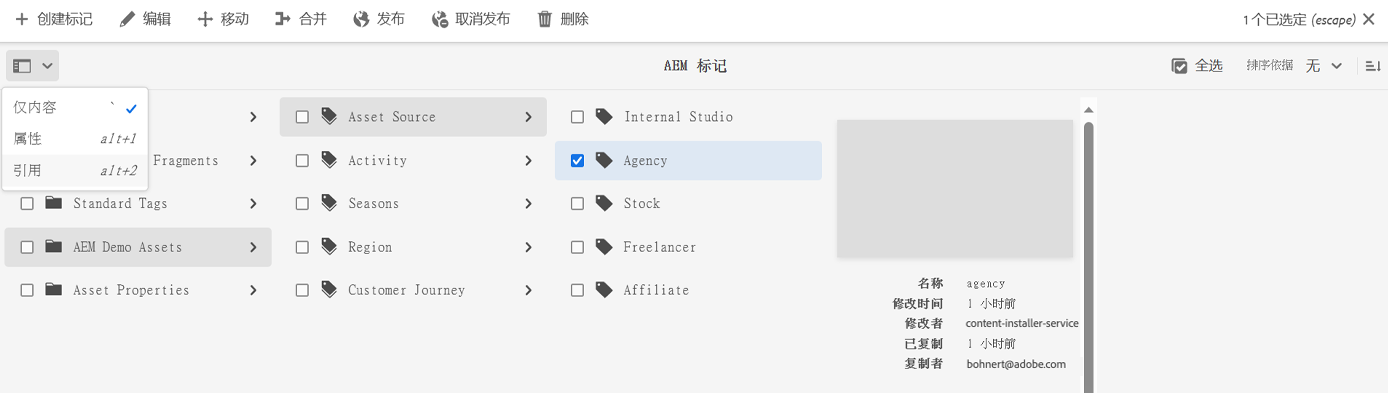 创建标记 编辑 移动 合并 发布 取消发布 删除 1 个已选定 (escape)
AEM 标记 全选 排序依据 无
仅内容 `
属性 alt+1
引用 alt+2
Fragments
Standard Tags
AEM Demo Assets
Asset Properties
Asset Source
Activity
Seasons
Region
Customer Journey
Internal Studio
Agency
Stock
Freelancer
Affiliate
名称 agency
修改时间 1 小时前
修改者 content-installer-service
已复制 1 小时前
复制者 bohnert@adobe.com